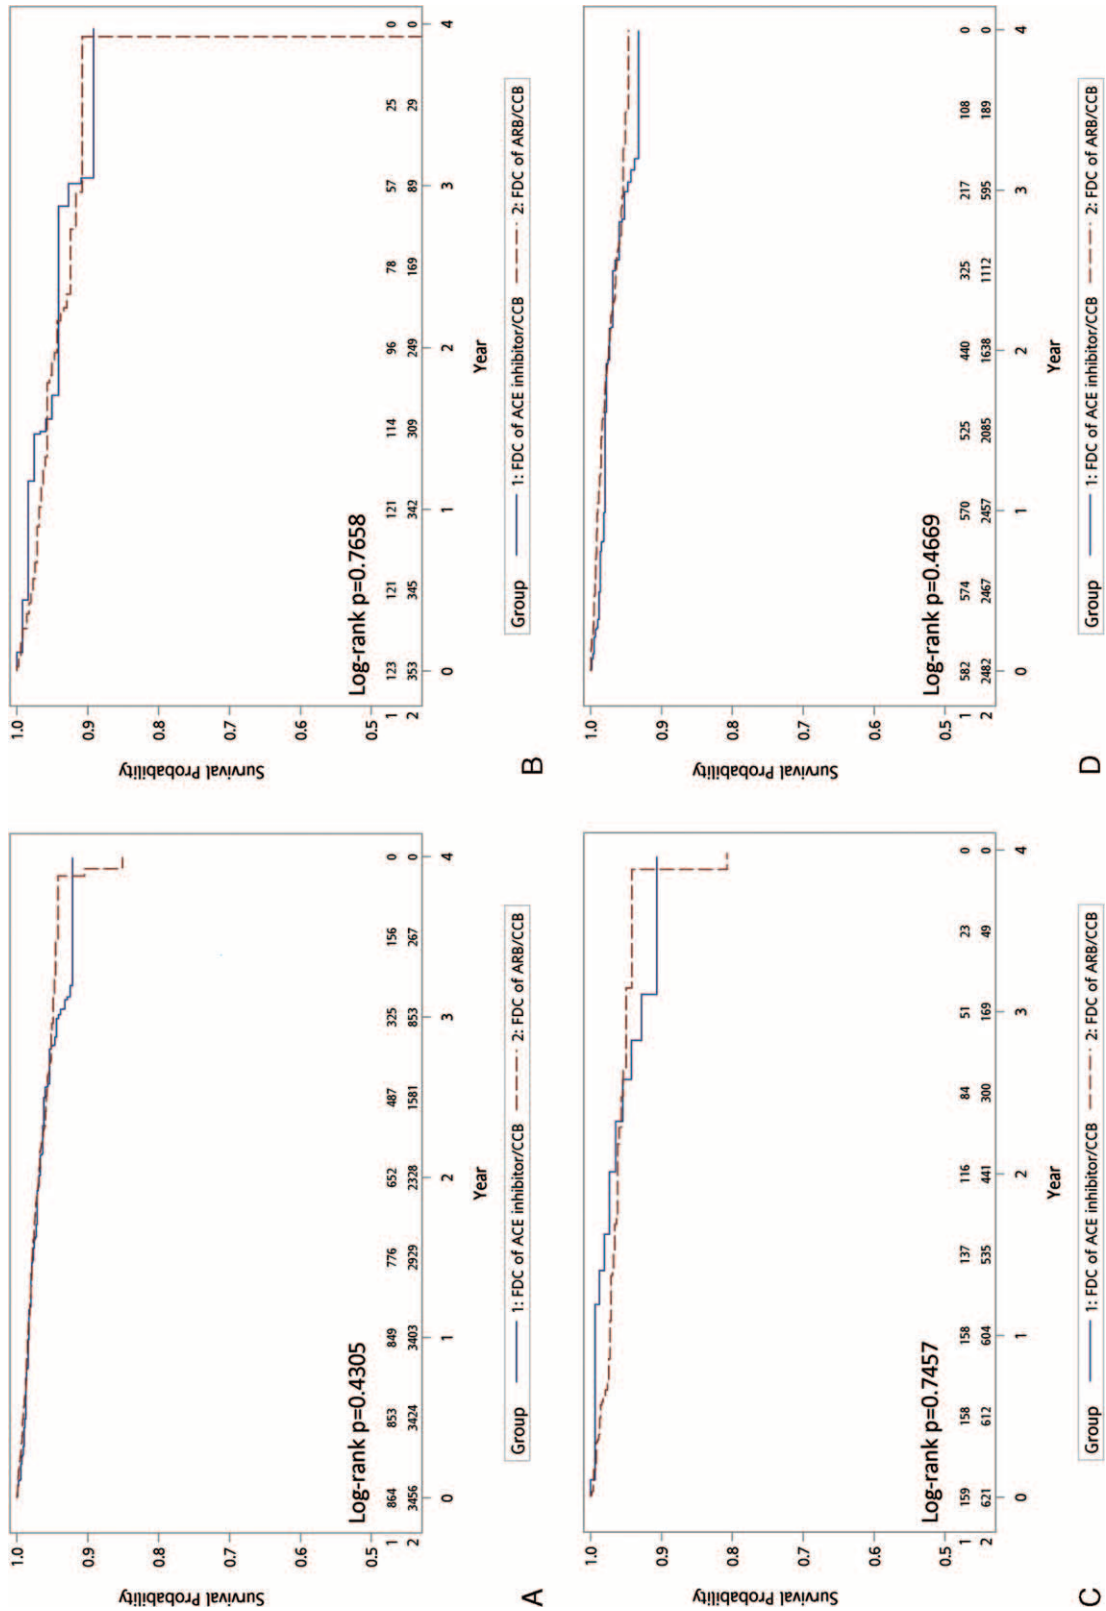 A
Survival Probability
1.0
0.9
0.8
0.7
0.6
0.5
Log-rank p=0.4305
1 864 853 849 776 652 487 325 156 0
2 3456 3424 3403 2929 2328 1581 853 267 0
0 1 2 3 4
Year
Group 1: FDC of ACE inhibitor/CCB 2: FDC of ARB/CCB
B
Survival Probability
1.0
0.9
0.8
0.7
0.6
0.5
Log-rank p=0.7658
1 123 121 121 114 96 78 57 25 0
2 353 345 342 309 249 169 89 29 0
0 1 2 3 4
Year
Group 1: FDC of ACE inhibitor/CCB 2: FDC of ARB/CCB
C
Survival Probability
1.0
0.9
0.8
0.7
0.6
0.5
Log-rank p=0.7457
1 159 158 158 137 116 84 51 23 0
2 621 612 604 535 441 300 169 49 0
0 1 2 3 4
Year
Group 1: FDC of ACE inhibitor/CCB 2: FDC of ARB/CCB
D
Survival Probability
1.0
0.9
0.8
0.7
0.6
0.5
Log-rank p=0.4669
1 582 574 570 525 440 325 217 108 0
2 2482 2467 2457 2085 1638 1112 595 189 0
0 1 2 3 4
Year
Group 1: FDC of ACE inhibitor/CCB 2: FDC of ARB/CCB